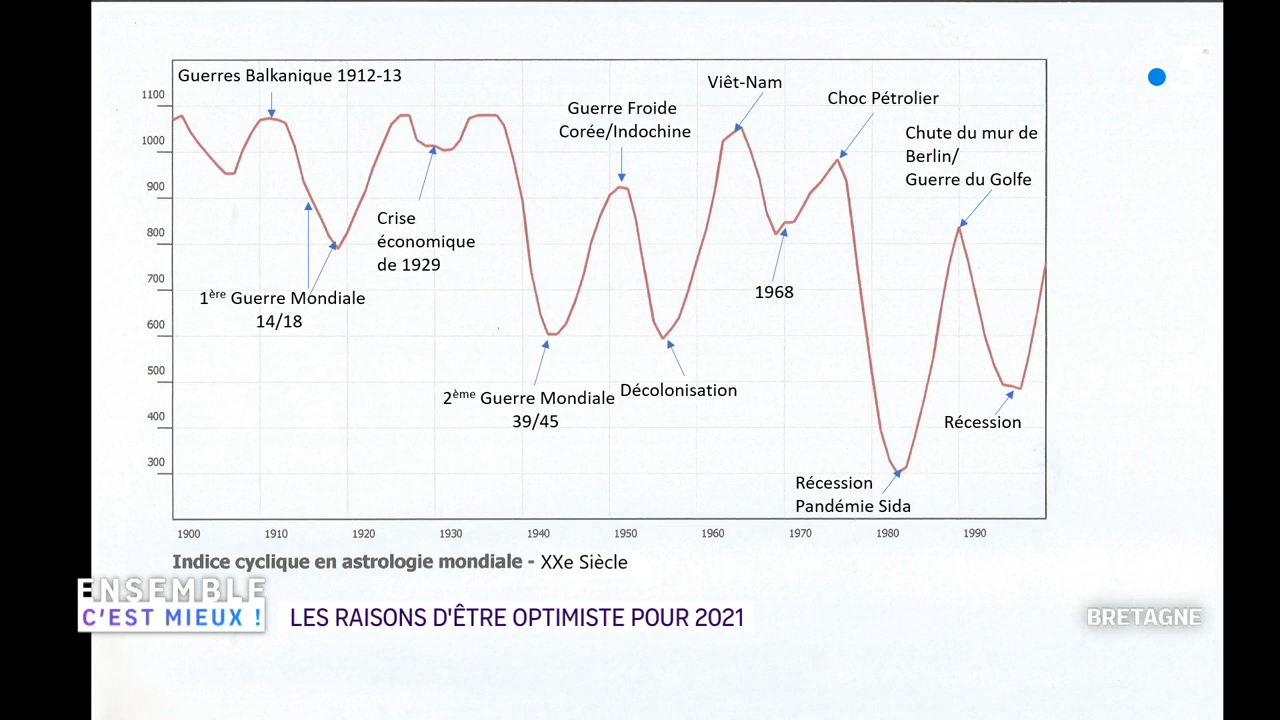 Guerres Balkanique 1912-13
Viêt-Nam
Choc Pétrolier
Guerre Froide
Corée/Indochine
Chute du mur de
Berlin/
Guerre du Golfe
1100
1000
900
800
700
600
500
400
300
Crise
économique
de 1929
1ère Guerre Mondiale
14/18
1968
2ème Guerre Mondiale
39/45
Décolonisation
Récession
Récession
Pandémie Sida
1900 1910 1920 1930 1940 1950 1960 1970 1980 1990
Indice cyclique en astrologie mondiale - XXe Siècle
ENSEMBLE
C'EST MIEUX !
LES RAISONS D'ÊTRE OPTIMISTE POUR 2021
BRETAGNE